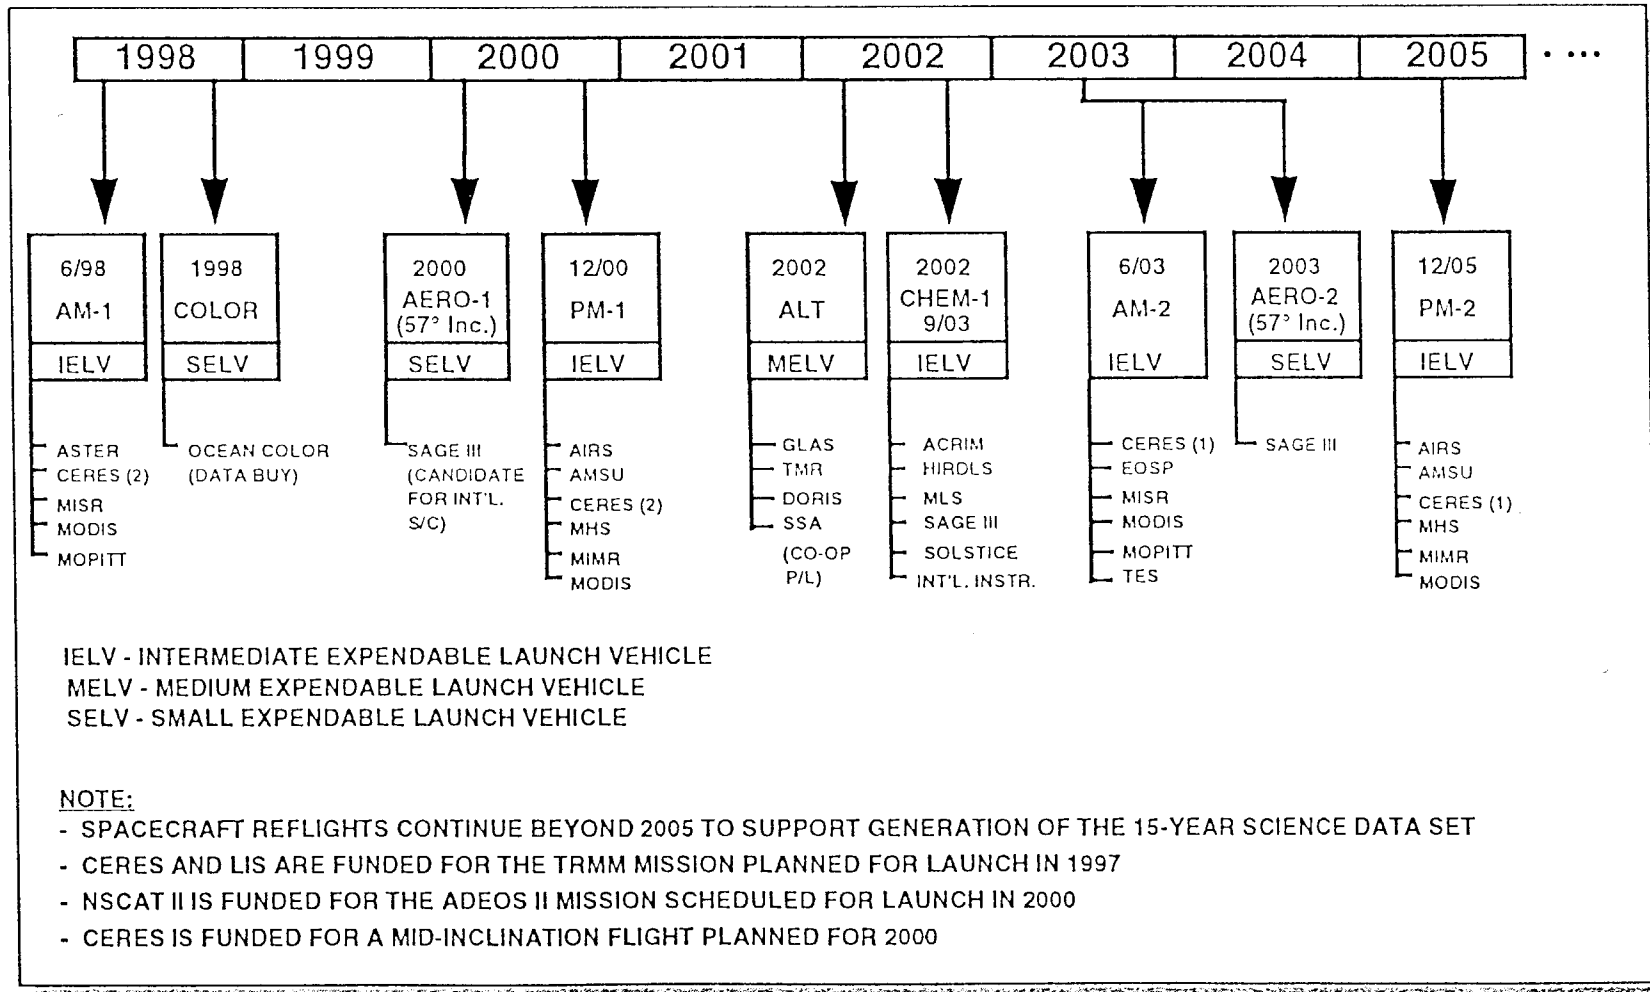 1998 1999 2000 2001 2002 2003 2004 2005 . ...
6/98
AM-1
IELV
ASTER
CERES (2)
MISR
MODIS
MOPITT
1998
COLOR
SELV
OCEAN COLOR
(DATA BUY)
2000
AERO-1
(57° Inc.)
SELV
SAGE III
(CANDIDATE
FOR INT'L.
S/C)
12/00
PM-1
IELV
AIRS
AMSU
CERES (2)
MHS
MIMR
MODIS
2002
ALT
MELV
GLAS
TMR
DORIS
SSA
(CO-OP
P/L)
2002
CHEM-1
9/03
IELV
ACRIM
HIRDLS
MLS
SAGE III
SOLSTICE
INT'L. INSTR.
6/03
AM-2
IELV
CERES (1)
EOSP
MISR
MODIS
MOPITT
TES
2003
AERO-2
(57° Inc.)
SELV
SAGE III
12/05
PM-2
IELV
AIRS
AMSU
CERES (1)
MHS
MIMR
MODIS
IELV - INTERMEDIATE EXPENDABLE LAUNCH VEHICLE
MELV - MEDIUM EXPENDABLE LAUNCH VEHICLE
SELV - SMALL EXPENDABLE LAUNCH VEHICLE
NOTE:
- SPACECRAFT REFLIGHTS CONTINUE BEYOND 2005 TO SUPPORT GENERATION OF THE 15-YEAR SCIENCE DATA SET
- CERES AND LIS ARE FUNDED FOR THE TRMM MISSION PLANNED FOR LAUNCH IN 1997
- NSCAT II IS FUNDED FOR THE ADEOS II MISSION SCHEDULED FOR LAUNCH IN 2000
- CERES IS FUNDED FOR A MID-INCLINATION FLIGHT PLANNED FOR 2000